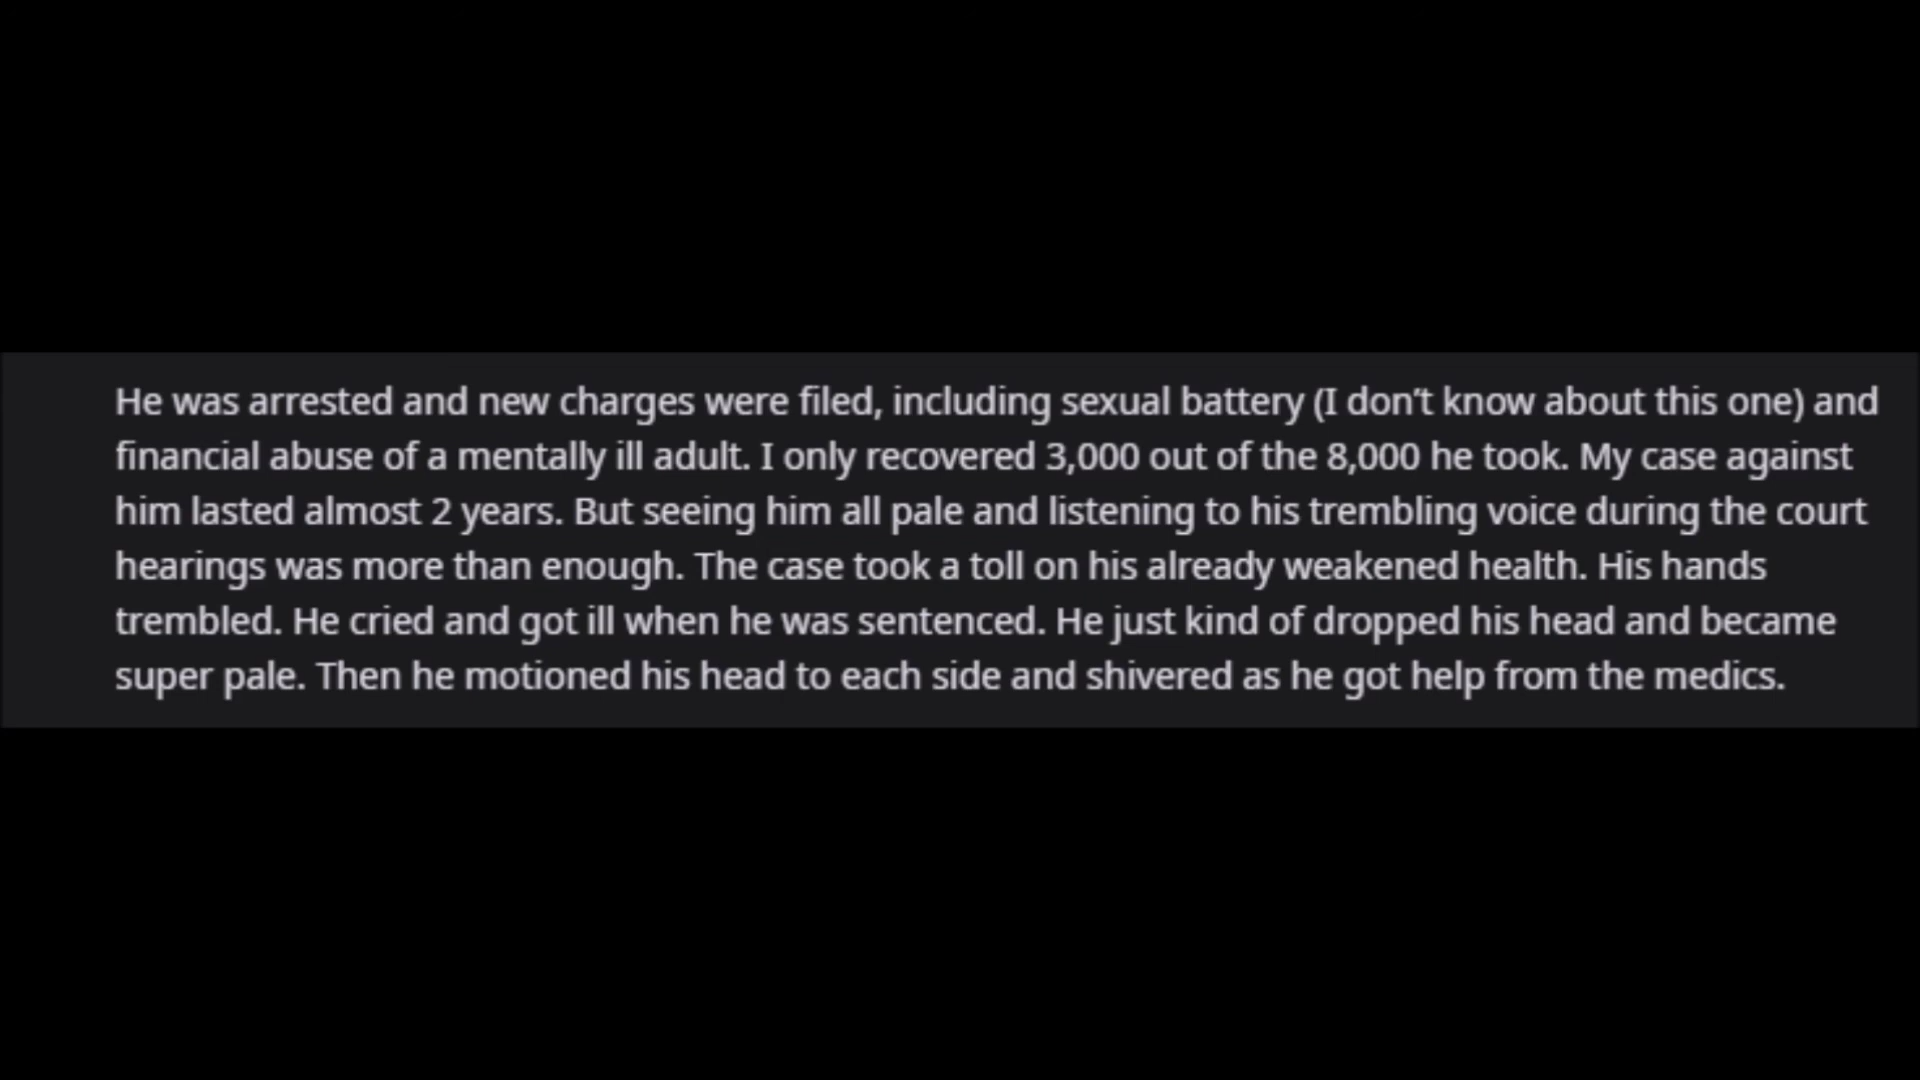 He was arrested and new charges were filed, including sexual battery (I don’t know about this one) and
financial abuse of a mentally ill adult. I only recovered 3,000 out of the 8,000 he took. My case against
him lasted almost 2 years. But seeing him all pale and listening to his trembling voice during the court
hearings was more than enough. The case took a toll on his already weakened health. His hands
trembled. He cried and got ill when he was sentenced. He just kind of dropped his head and became
super pale. Then he motioned his head to each side and shivered as he got help from the medics.